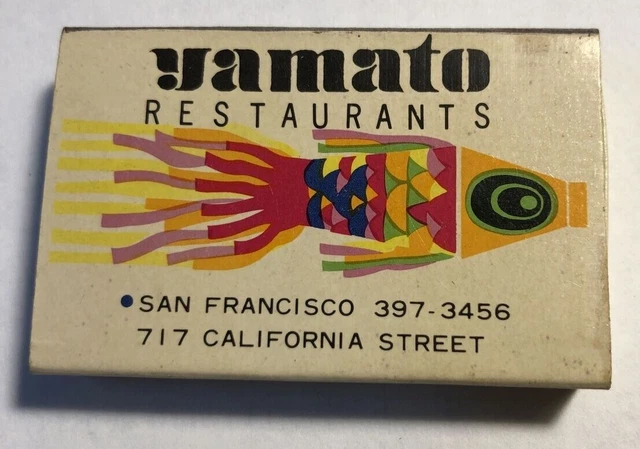 yamato
RESTAURANTS
SAN FRANCISCO 397-3456
717 CALIFORNIA STREET